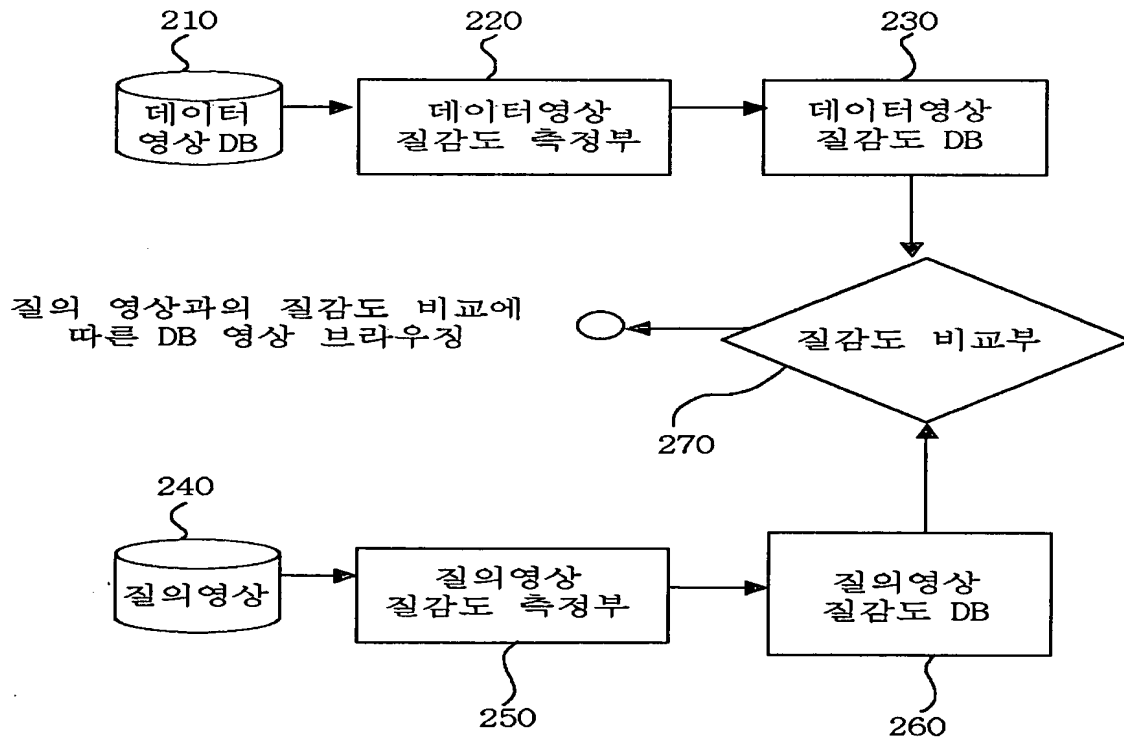 210
220
230
데이터
영상 DB
데이터영상
질감도 측정부
데이터영상
질감도 DB
질의 영상과의 질감도 비교에
따른 DB 영상 브라우징
질감도 비교부
270
240
질의영상
질의영상
질감도 측정부
질의영상
질감도 DB
250
260